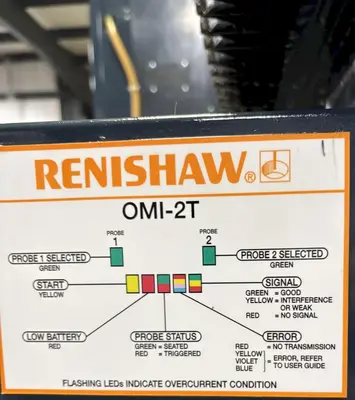 RENISHAW®
OMI-2T
PROBE 1
PROBE 2
PROBE 1 SELECTED
GREEN
PROBE 2 SELECTED
GREEN
START
YELLOW
SIGNAL
GREEN = GOOD
YELLOW = INTERFERENCE
OR WEAK
RED = NO SIGNAL
LOW BATTERY
RED
PROBE STATUS
GREEN = SEATED
RED = TRIGGERED
ERROR
RED = NO TRANSMISSION
YELLOW
VIOLET = ERROR, REFER
BLUE TO USER GUIDE
FLASHING LEDs INDICATE OVERCURRENT CONDITION